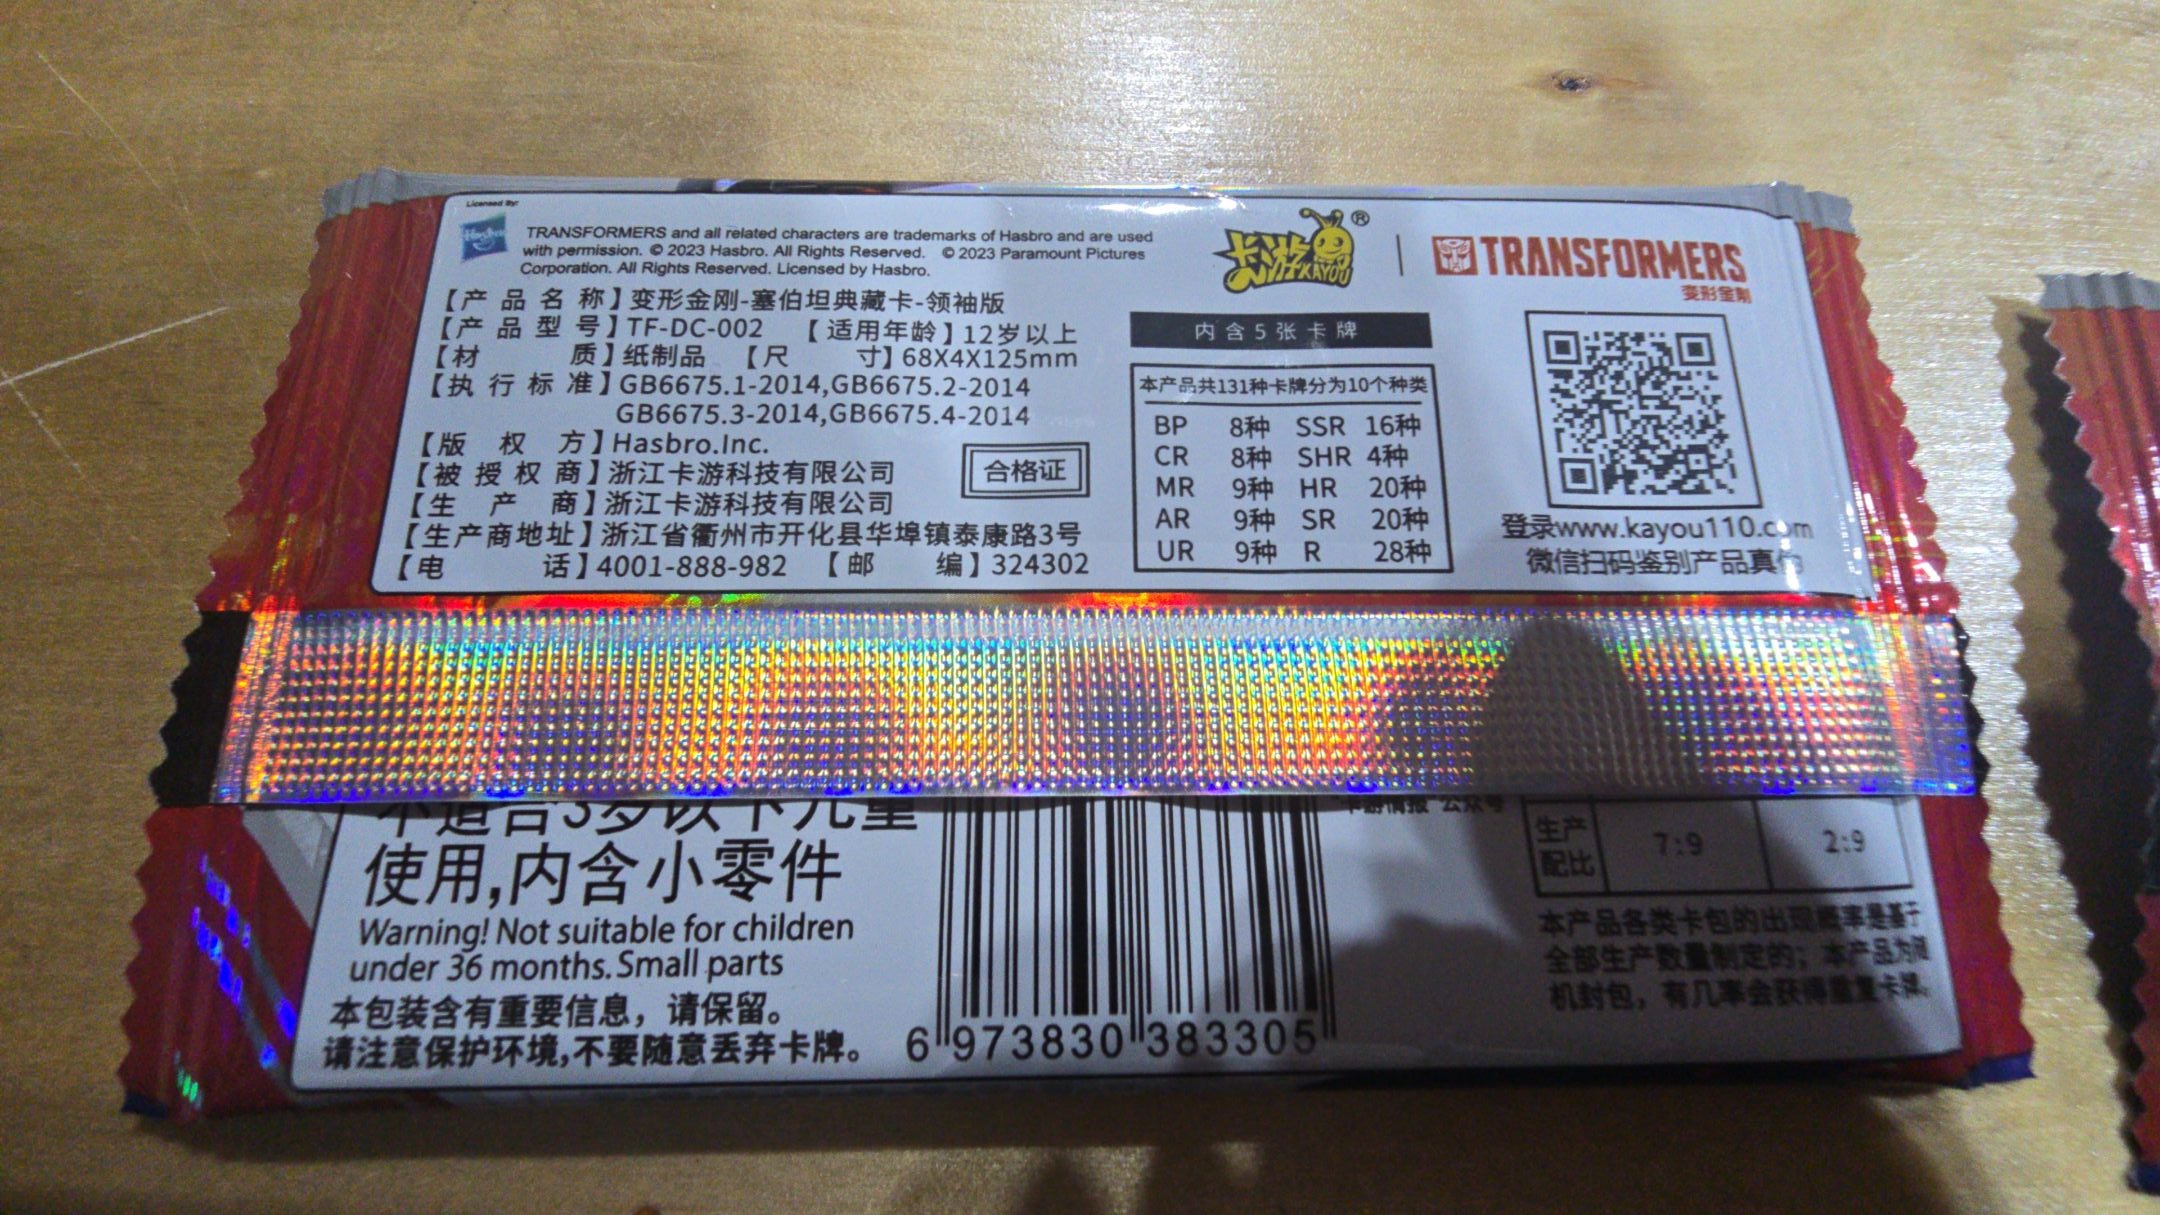 Licensed By:
Hasbro
TRANSFORMERS and all related characters are trademarks of Hasbro and are used
with permission. © 2023 Hasbro. All Rights Reserved. © 2023 Paramount Pictures
Corporation. All Rights Reserved. Licensed by Hasbro.
【产品名称】变形金刚-塞伯坦典藏卡-领袖版
【产品型号】TF-DC-002 【适用年龄】12岁以上
【材质】纸制品 【尺寸】68X4X125mm
【执行标准】GB6675.1-2014,GB6675.2-2014
GB6675.3-2014,GB6675.4-2014
【版权方】Hasbro.Inc.
【被授权商】浙江卡游科技有限公司
【生产商】浙江卡游科技有限公司
【生产商地址】浙江省衢州市开化县华埠镇泰康路3号
【电话】4001-888-982 【邮编】324302
合格证
卡游 KAYOU ®
TRANSFORMERS
变形金刚
内含5张卡牌
本产品共131种卡牌分为10个种类
BP 8种 SSR 16种
CR 8种 SHR 4种
MR 9种 HR 20种
AR 9种 SR 20种
UR 9种 R 28种
登录www.kayou110.com
微信扫码鉴别产品真伪
不适合3岁以下儿童
使用,内含小零件
Warning! Not suitable for children
under 36 months. Small parts
本包装含有重要信息，请保留。
请注意保护环境,不要随意丢弃卡牌。
6 973830 383305
卡游情报 公众号
生产配比 7:9 2:9
本产品各类卡包的出现概率是基于
全部生产数量制定的；本产品为随
机封包，有几率会获得重复卡牌。